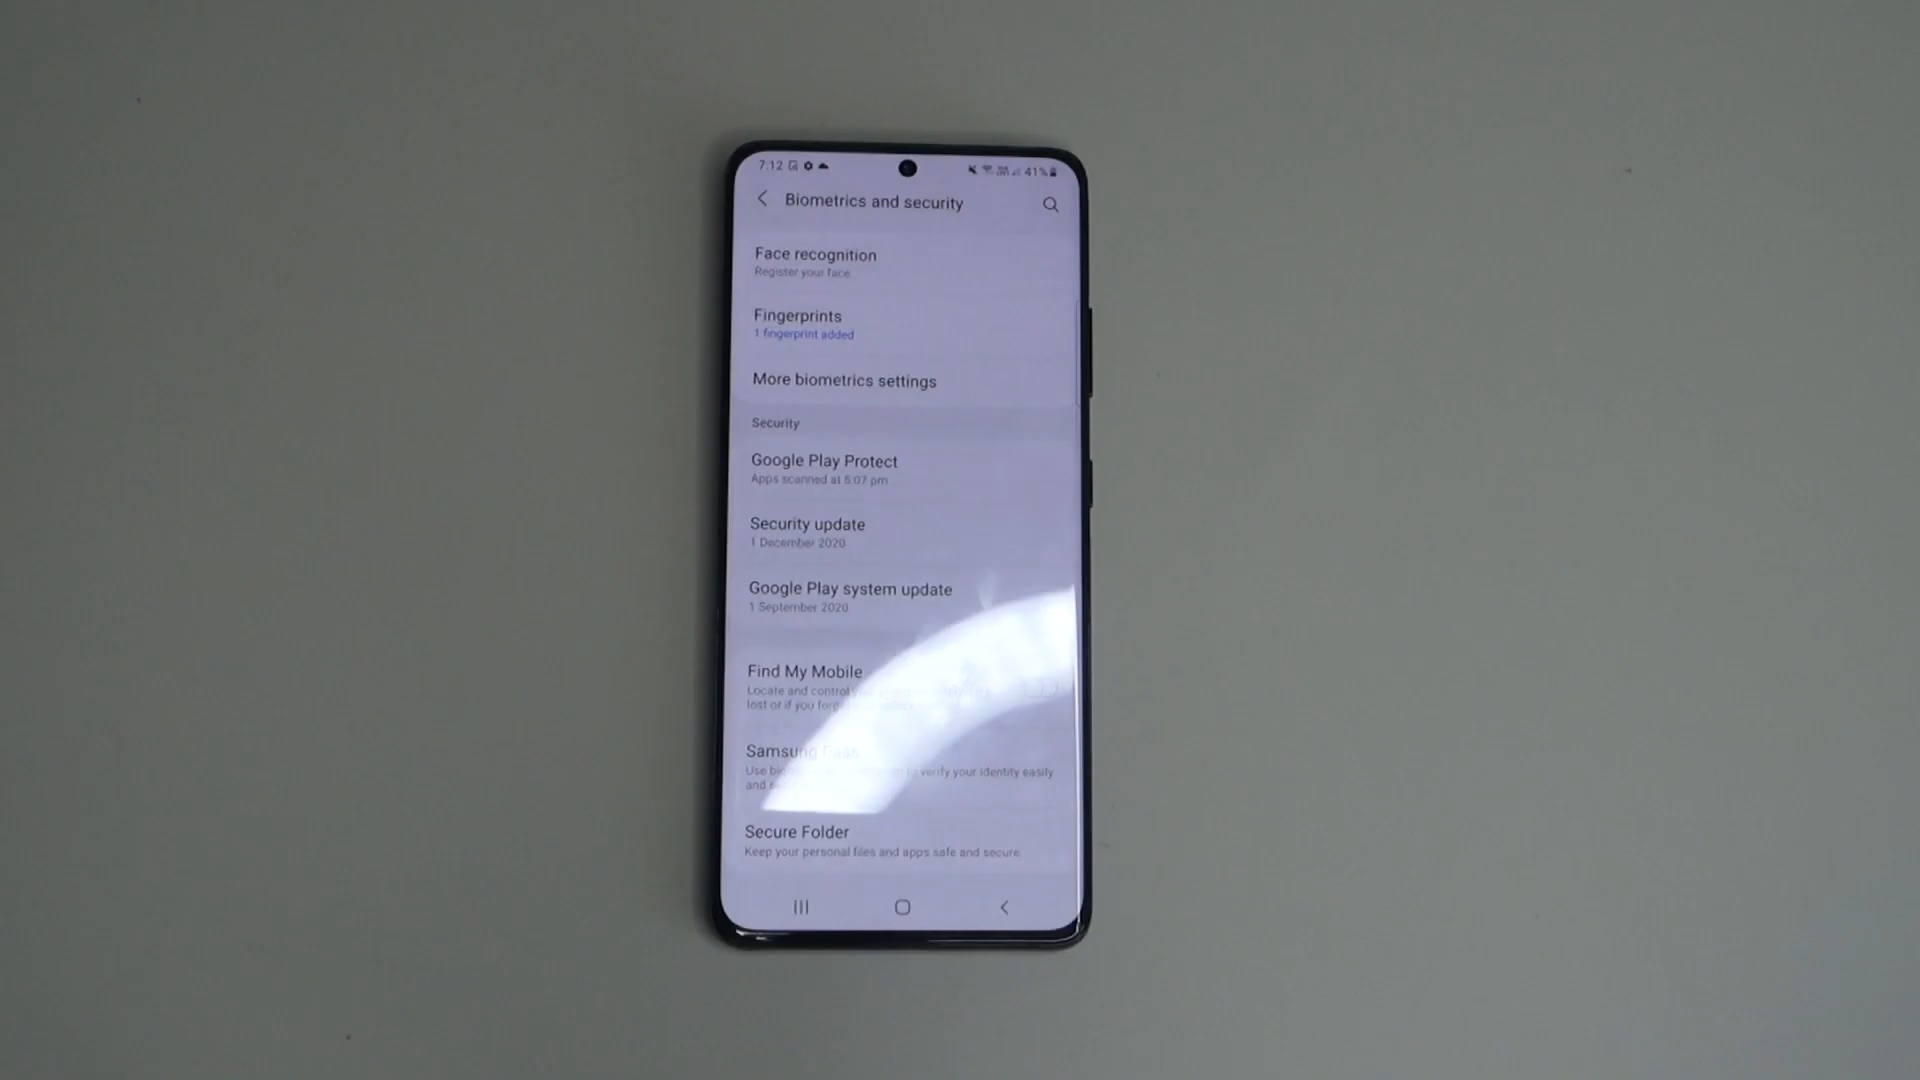 7:12 41%
Biometrics and security
Face recognition
Register your face
Fingerprints
1 fingerprint added
More biometrics settings
Security
Google Play Protect
Apps scanned at 5:07 pm
Security update
1 December 2020
Google Play system update
1 September 2020
Find My Mobile
Locate and control
lost or if you
Samsung Pass
Use to verify your identity easily
and
Secure Folder
Keep your personal files and apps safe and secure.